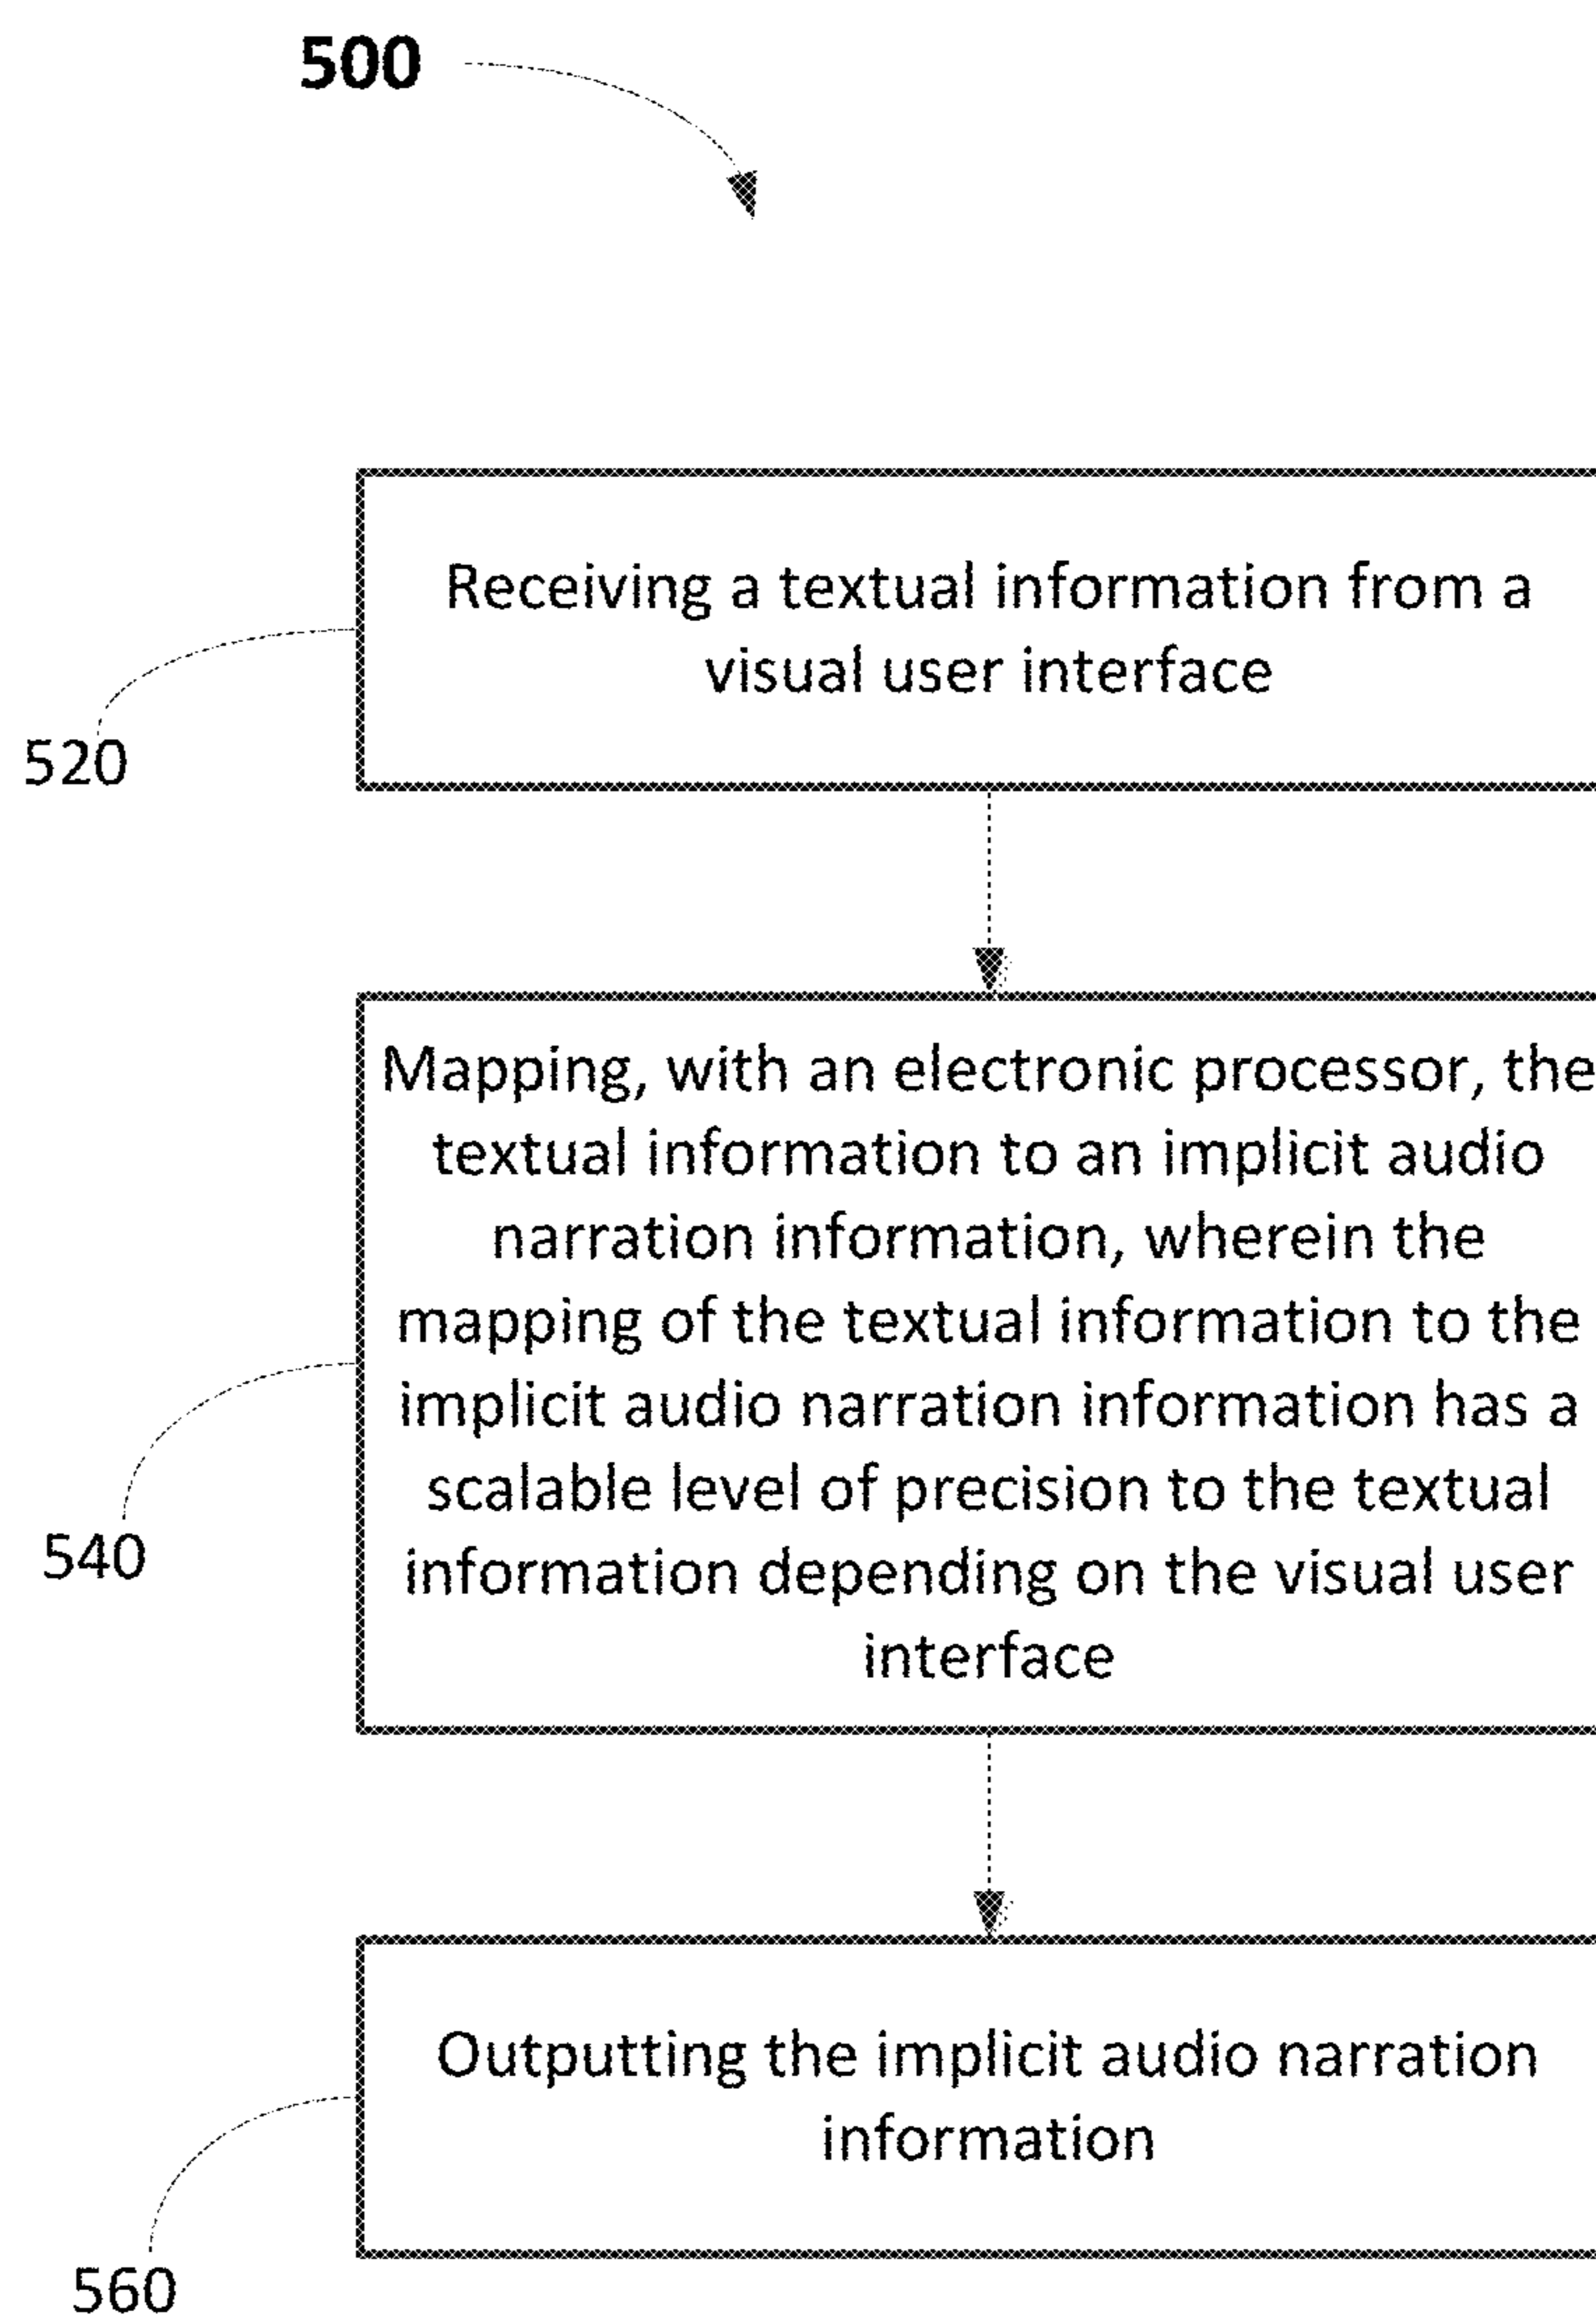 500
Receiving a textual information from a
visual user interface
520
Mapping, with an electronic processor, the
textual information to an implicit audio
narration information, wherein the
mapping of the textual information to the
implicit audio narration information has a
scalable level of precision to the textual
information depending on the visual user
interface
540
Outputting the implicit audio narration
information
560